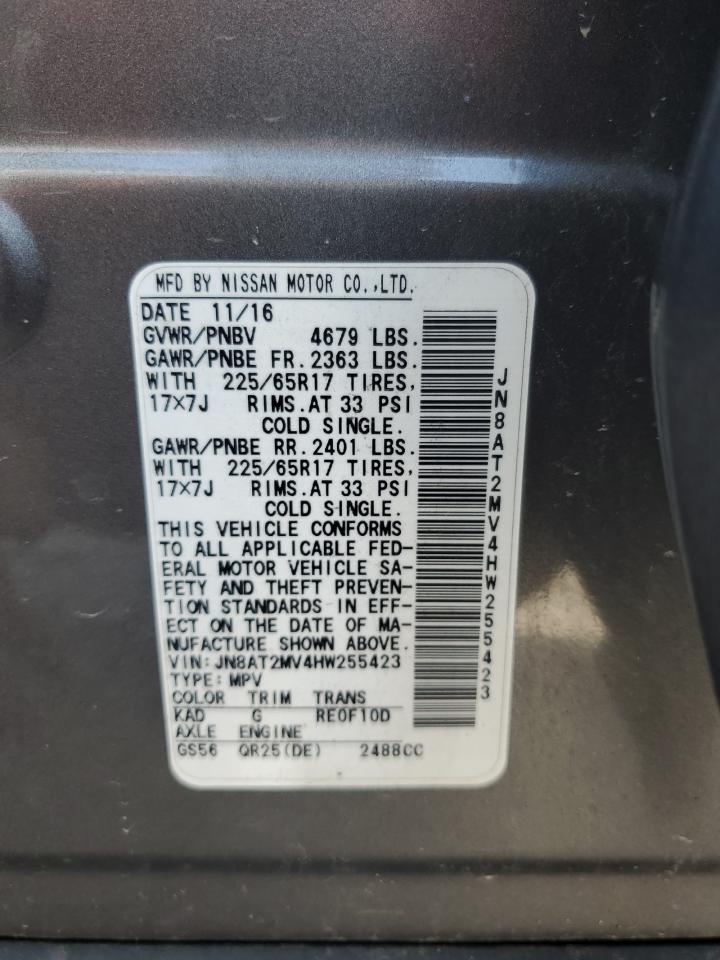 MFD BY NISSAN MOTOR CO.,LTD.
DATE 11/16
GVWR/PNBV 4679 LBS.
GAWR/PNBE FR.2363 LBS.
WITH 225/65R17 TIRES,
17×7J RIMS.AT 33 PSI
COLD SINGLE.
GAWR/PNBE RR.2401 LBS.
WITH 225/65R17 TIRES,
17×7J RIMS.AT 33 PSI
COLD SINGLE.
THIS VEHICLE CONFORMS
TO ALL APPLICABLE FED-
ERAL MOTOR VEHICLE SA-
FETY AND THEFT PREVEN-
TION STANDARDS IN EFF-
ECT ON THE DATE OF MA-
NUFACTURE SHOWN ABOVE.
VIN:JN8AT2MV4HW255423
TYPE:MPV
COLOR TRIM TRANS
KAD G RE0F10D
AXLE ENGINE
GS56 QR25(DE) 2488CC
JN8AT2MV4HW255423